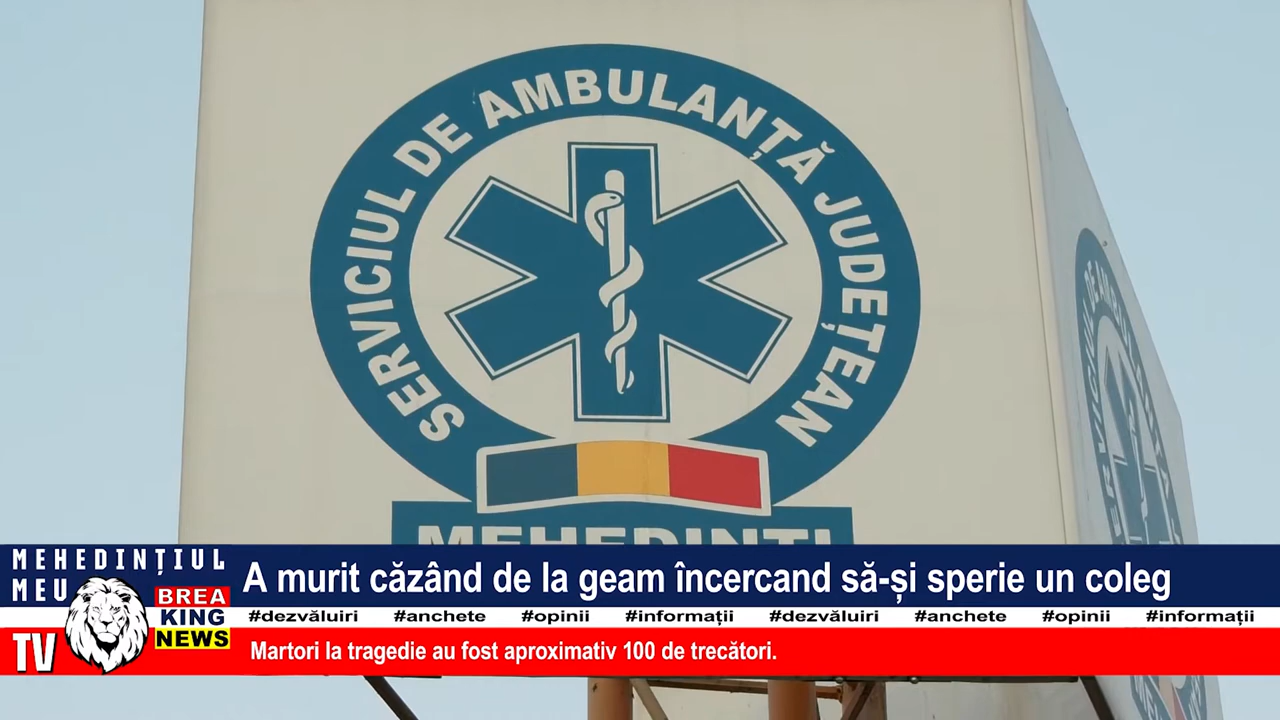 SERVICIUL DE AMBULANȚĂ JUDEȚEAN
MEHEDINȚI
MEHEDINȚIUL
MEU
TV
BREA
KING
NEWS
A murit căzând de la geam încercand să-și sperie un coleg
#dezvăluiri #anchete #opinii #informații #dezvăluiri #anchete #opinii #informații
Martori la tragedie au fost aproximativ 100 de trecători.